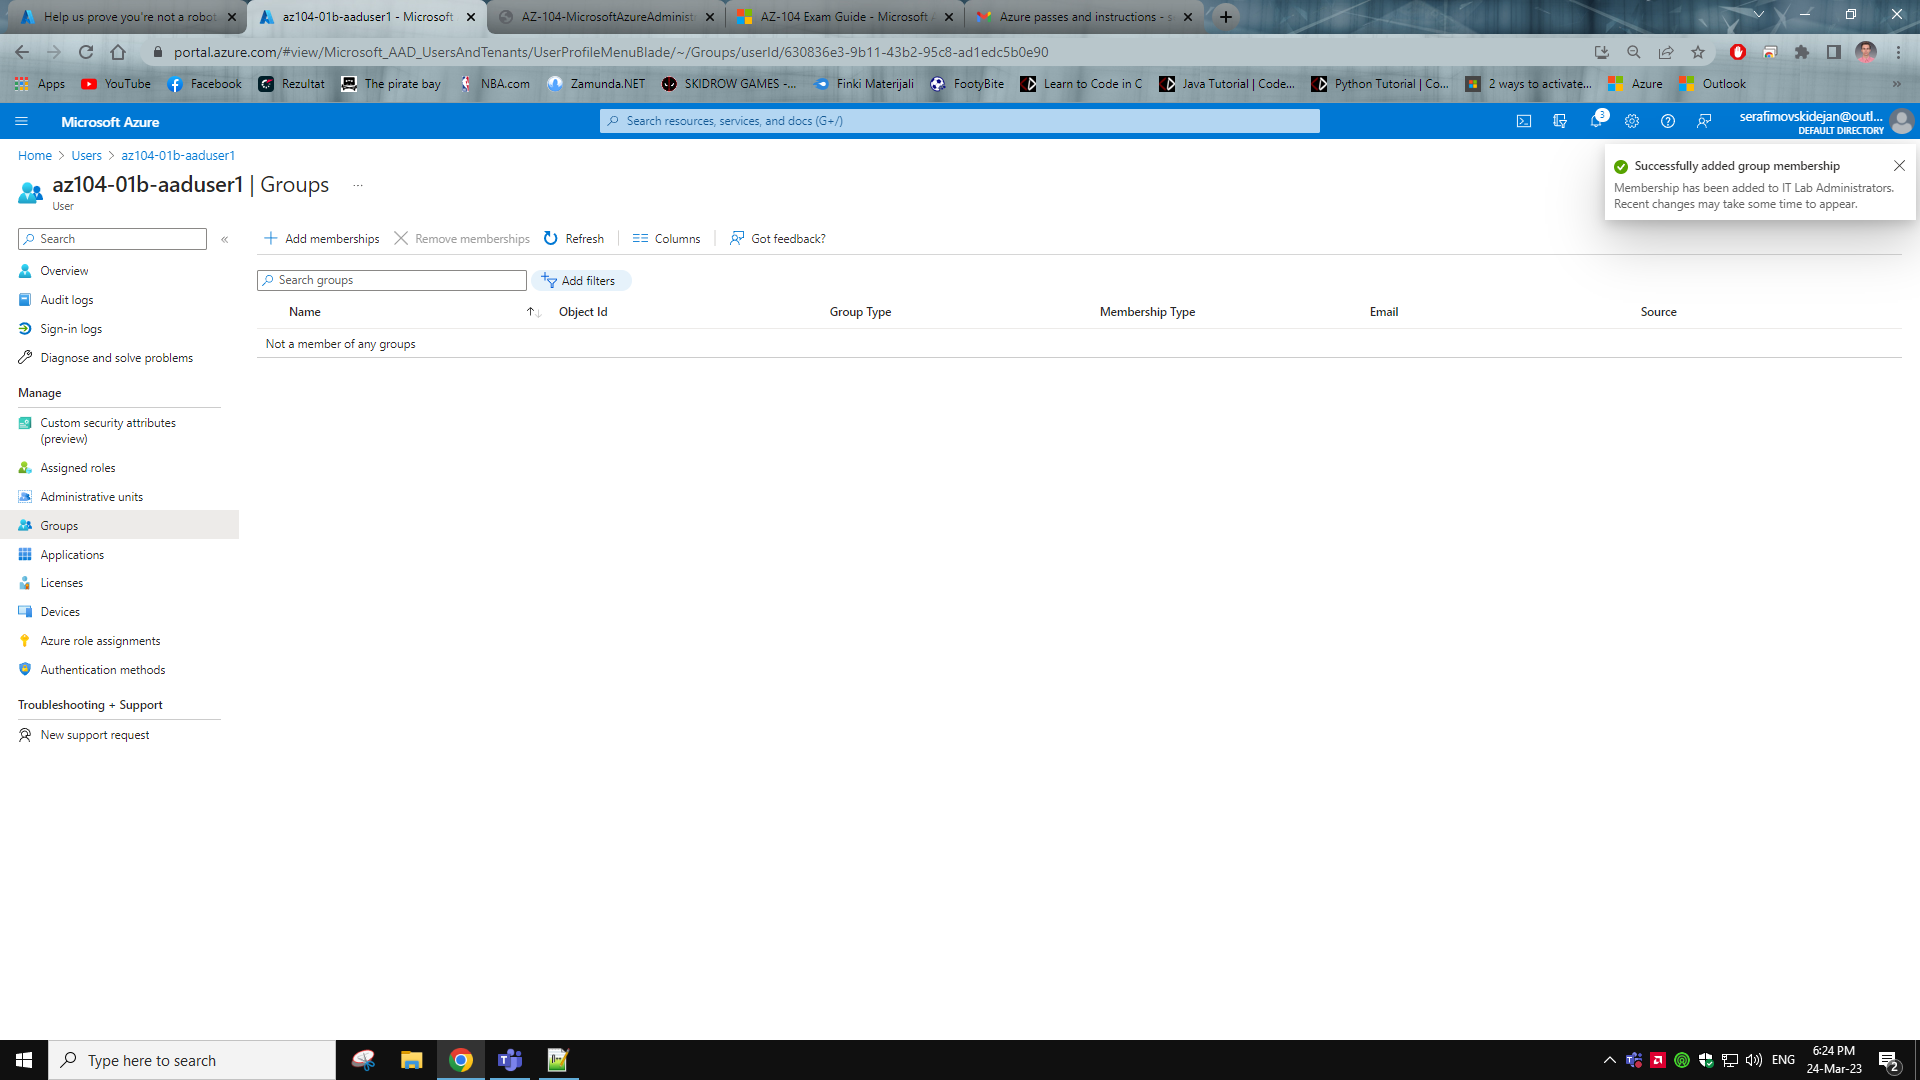 Help us prove you're not a robot
az104-01b-aaduser1 - Microsoft
AZ-104-MicrosoftAzureAdminist
AZ-104 Exam Guide - Microsoft
Azure passes and instructions - s
portal.azure.com/#view/Microsoft_AAD_UsersAndTenants/UserProfileMenuBlade/~/Groups/userId/630836e3-9b11-43b2-95c8-ad1edc5b0e90
Apps
YouTube
Facebook
Rezultat
The pirate bay
NBA.com
Zamunda.NET
SKIDROW GAMES -...
Finki Materijali
FootyBite
Learn to Code in C
Java Tutorial | Code...
Python Tutorial | Co...
2 ways to activate...
Azure
Outlook
»
Microsoft Azure
Search resources, services, and docs (G+/)
3
serafimovskidejan@outl...
DEFAULT DIRECTORY
Home > Users > az104-01b-aaduser1
az104-01b-aaduser1 | Groups ...
User
Successfully added group membership
Membership has been added to IT Lab Administrators.
Recent changes may take some time to appear.
Search
«
Add memberships
Remove memberships
Refresh
Columns
Got feedback?
Overview
Audit logs
Sign-in logs
Diagnose and solve problems
Manage
Custom security attributes
(preview)
Assigned roles
Administrative units
Groups
Applications
Licenses
Devices
Azure role assignments
Authentication methods
Troubleshooting + Support
New support request
Search groups
Add filters
Name
Object Id
Group Type
Membership Type
Email
Source
Not a member of any groups
Type here to search
ENG
6:24 PM
24-Mar-23
2